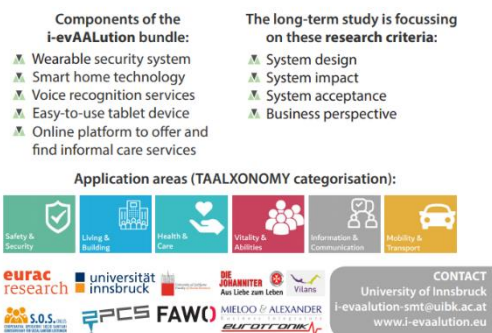 Components of the
i-evAALution bundle:
Wearable security system
Smart home technology
Voice recognition services
Easy-to-use tablet device
Online platform to offer and
find informal care services
The long-term study is focussing
on these research criteria:
System design
System impact
System acceptance
Business perspective
Application areas (TAALXONOMY categorisation):
Safety &
Security
Living &
Building
Health &
Care
Vitality &
Abilities
Information &
Communication
Mobility &
Transport
eurac
research
universität
innsbruck
DIE
JOHANNITER
Aus Liebe zum Leben
Vilans
S.O.S.
2PCS
FAWO
MIELOO & ALEXANDER
Business Integrators
EUROTRONIK
CONTACT
University of Innsbruck
i-evaalution-smt@uibk.ac.at
www.i-evaalution.eu